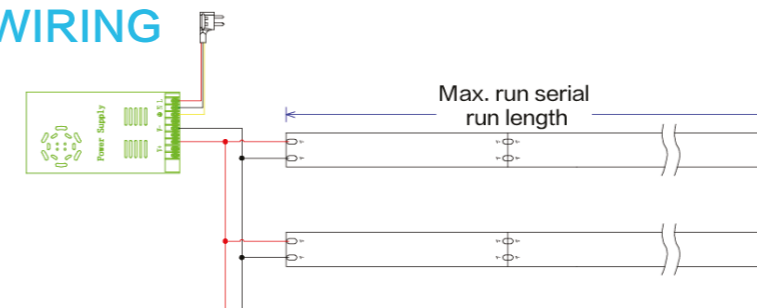 WIRING
Max. run serial
run length
Power Supply
L
N
V-
V+